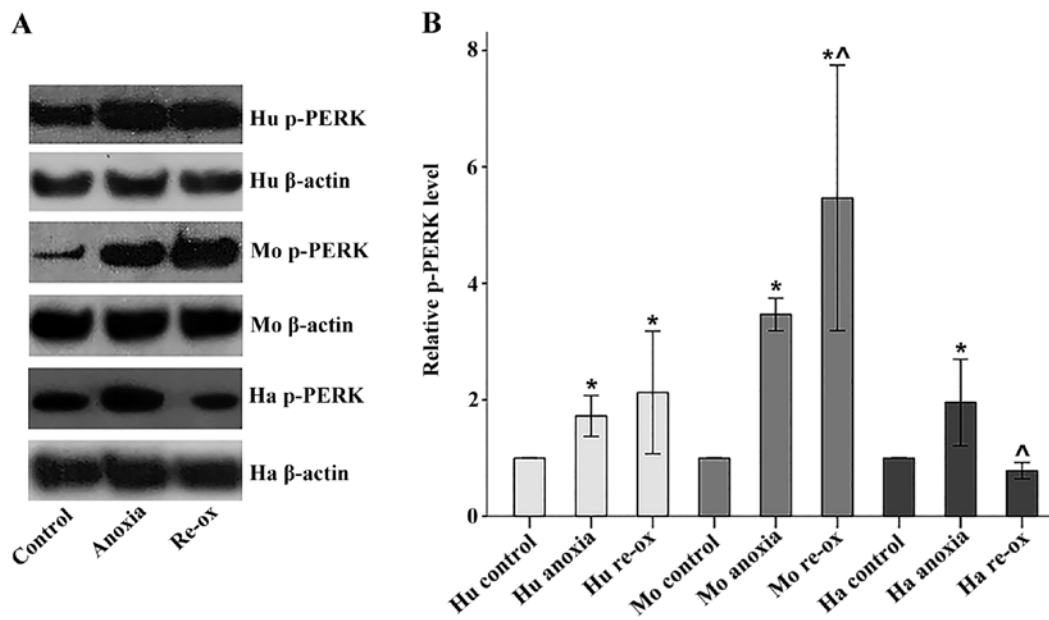 A
Hu p-PERK
Hu β-actin
Mo p-PERK
Mo β-actin
Ha p-PERK
Ha β-actin
Control
Anoxia
Re-ox
B
Relative p-PERK level
8
6
4
2
0
*
*
*
*^
*
^
Hu control
Hu anoxia
Hu re-ox
Mo control
Mo anoxia
Mo re-ox
Ha control
Ha anoxia
Ha re-ox